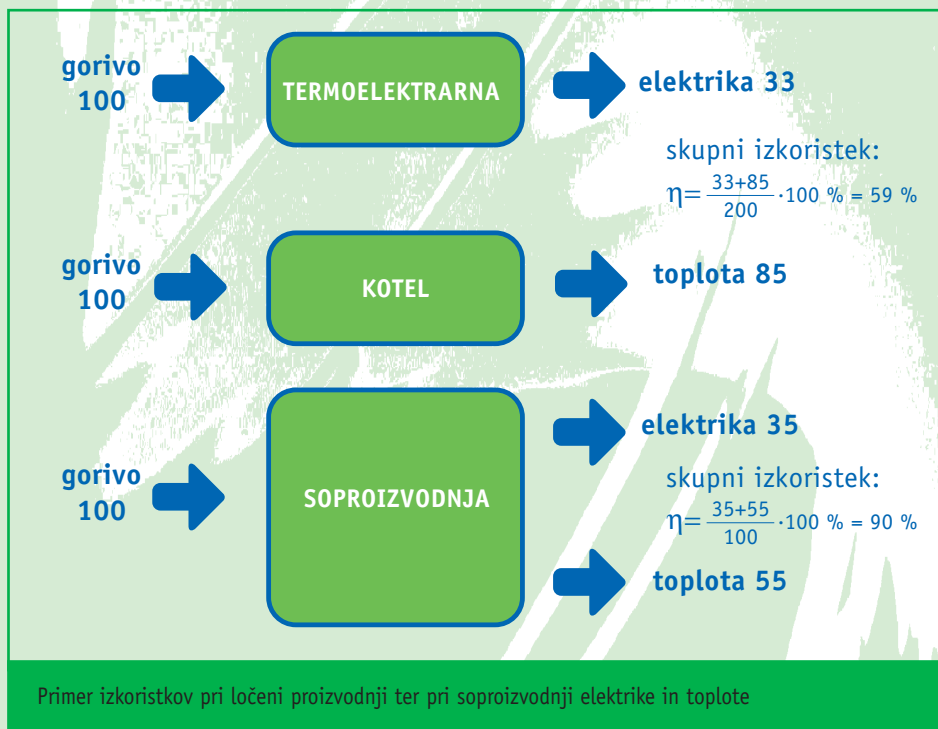 gorivo
100
TERMOELEKTRARNA
elektrika 33
skupni izkoristek:
η= 33+85/200 ·100 % = 59 %
gorivo
100
KOTEL
toplota 85
gorivo
100
SOPROIZVODNJA
elektrika 35
skupni izkoristek:
η= 35+55/100 ·100 % = 90 %
toplota 55
Primer izkoristkov pri ločeni proizvodnji ter pri soproizvodnji elektrike in toplote